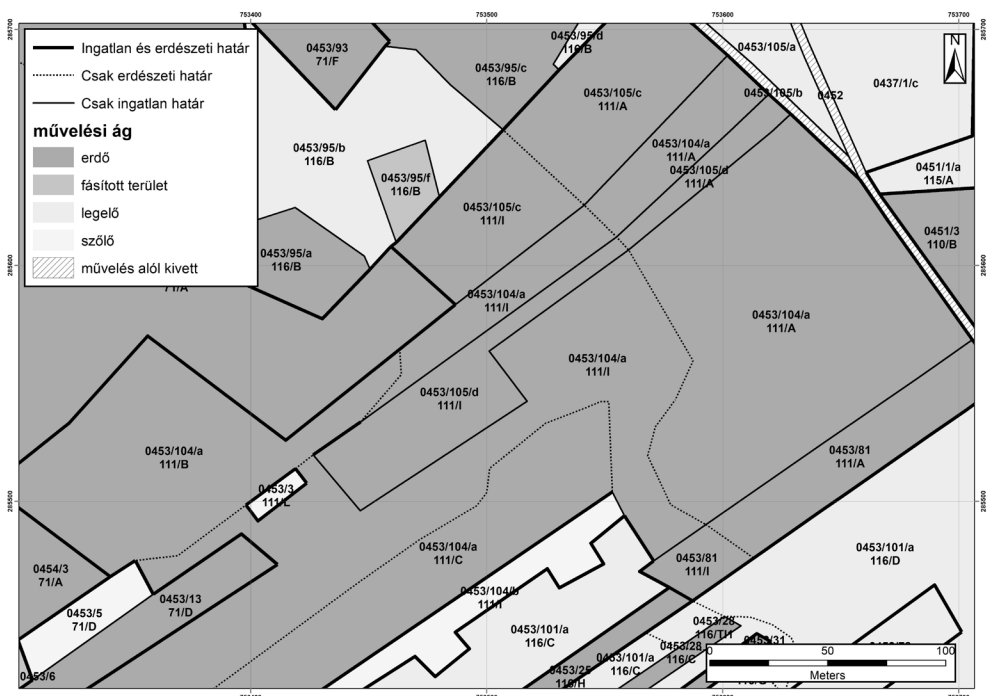 753400
753500
753600
753700
285700
285700
Ingatlan és erdészeti határ
Csak erdészeti határ
Csak ingatlan határ
művelési ág
erdő
fásított terület
legelő
szőlő
művelés alól kivett
N
0453/93
71/F
0453/95/d
116/B
0453/95/c
116/B
0453/105/a
0437/1/c
0453/105/c
111/A
0453/105/b
0452
0453/95/b
116/B
0453/104/a
111/A
0453/105/d
111/A
0451/1/a
115/A
0453/95/f
116/B
0453/105/c
111/I
0451/3
110/B
0453/95/a
116/B
285600
285600
71/A
0453/104/a
111/I
0453/104/a
111/A
0453/104/a
111/I
0453/105/d
111/I
0453/104/a
111/B
0453/81
111/A
0453/3
111/L
285500
285500
0453/104/a
111/C
0453/101/a
116/D
0453/81
111/I
0454/3
71/A
0453/13
71/D
0453/104/b
111/I
0453/5
71/D
0453/28
116/TH
0453/101/a
116/C
0453/31
0453/28
116/C
0453/101/a
116/C
0453/6
0453/25
116/H
0
50
100
Meters
753400